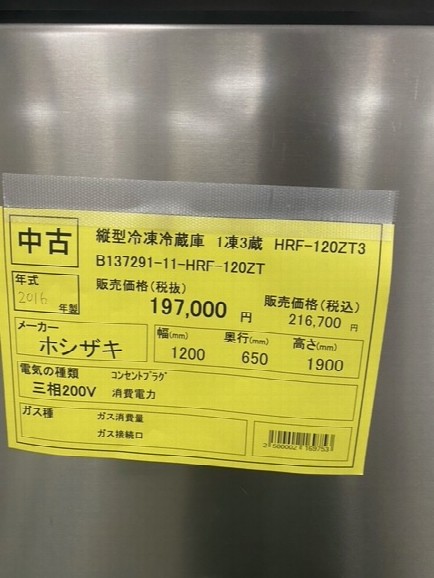 中古
縦型冷凍冷蔵庫 1凍3蔵 HRF-120ZT3
B137291-11-HRF-120ZT
年式
2016 年製
販売価格(税抜)
197,000 円
販売価格(税込)
216,700 円
メーカー
ホシザキ
幅(mm) 奥行(mm) 高さ(mm)
1200 650 1900
電気の種類 コンセントプラグ
三相200V 消費電力
ガス種 ガス消費量
ガス接続口
2 500002 169753